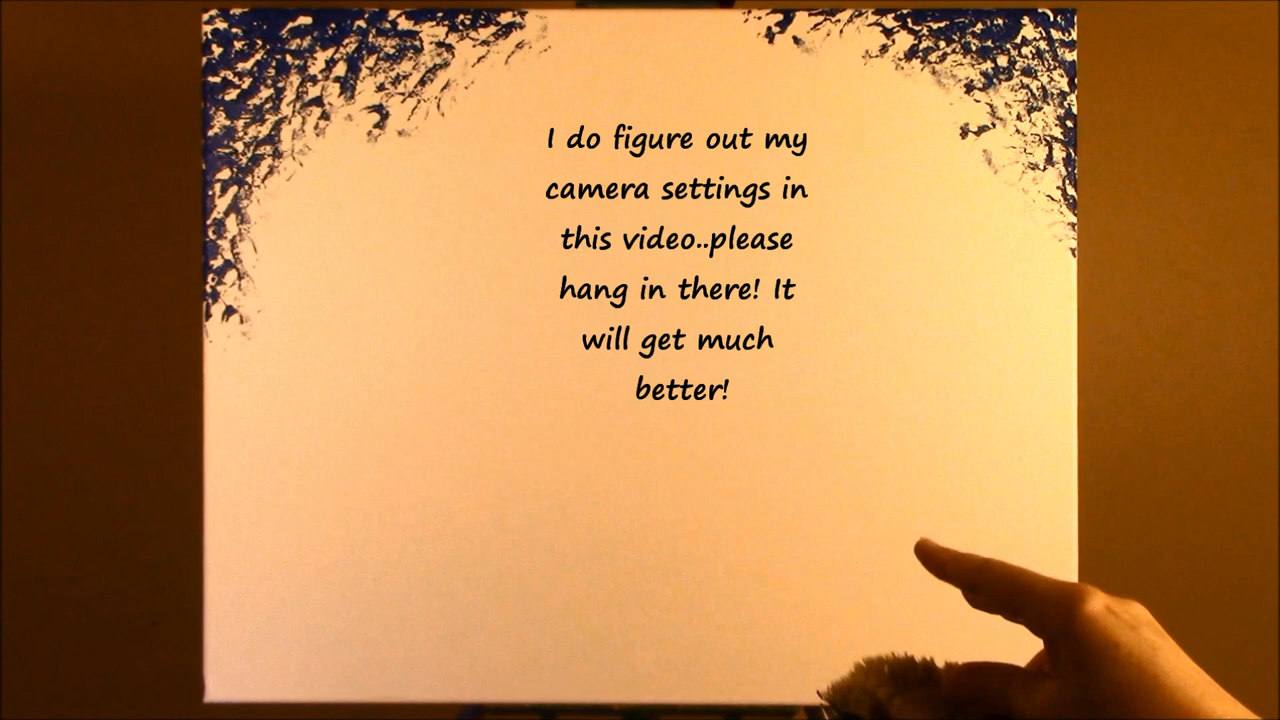 I do figure out my
camera settings in
this video..please
hang in there! It
will get much
better!